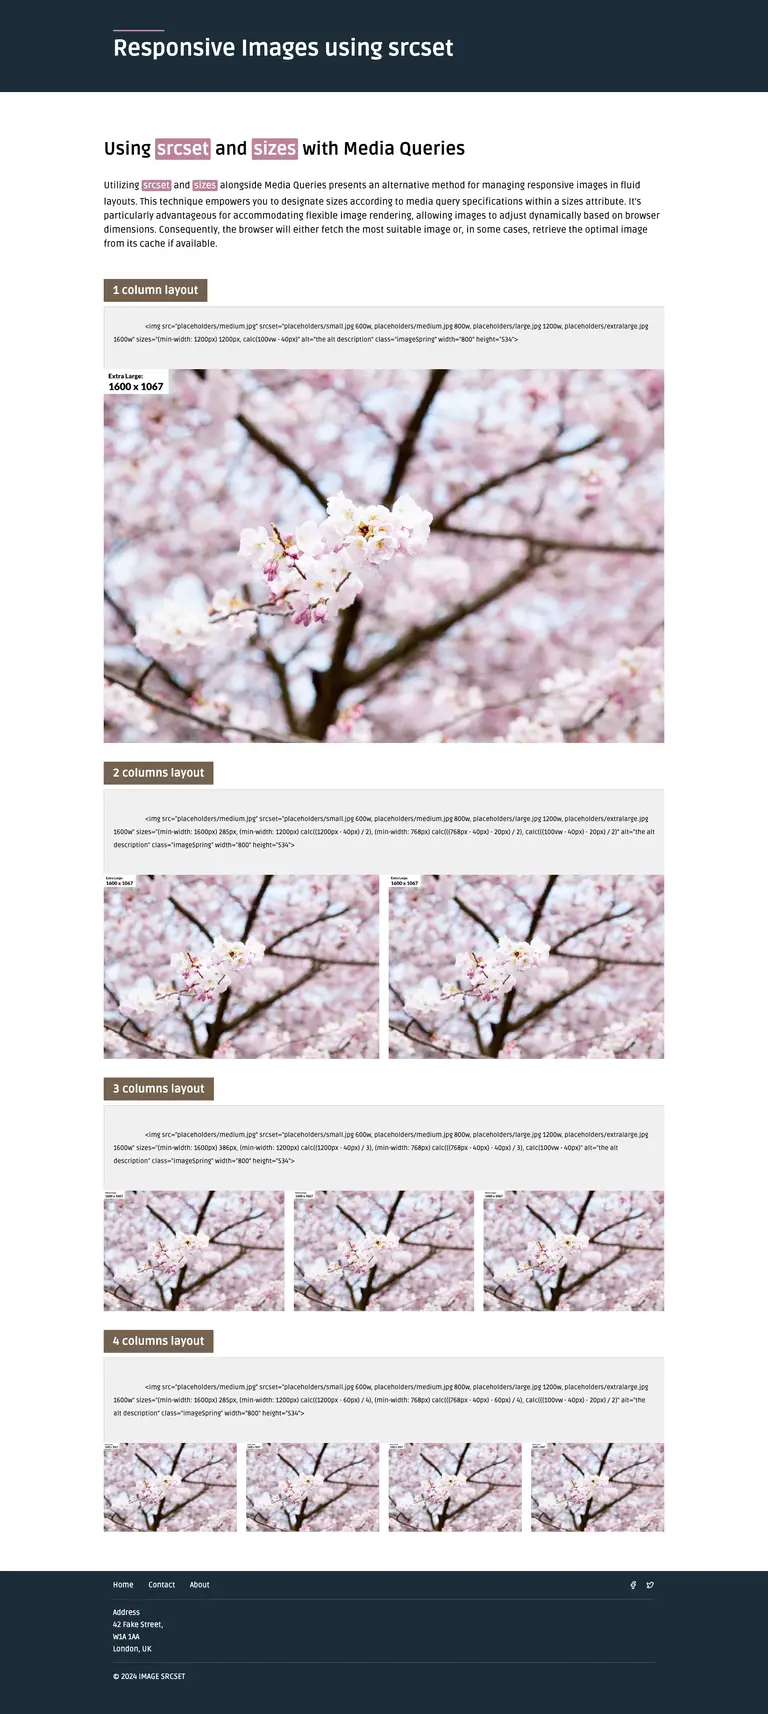 Responsive Images using srcset
Using srcset and sizes with Media Queries
Utilizing srcset and sizes alongside Media Queries presents an alternative method for managing responsive images in fluid
layouts. This technique empowers you to designate sizes according to media query specifications within a sizes attribute. It's
particularly advantageous for accommodating flexible image rendering, allowing images to adjust dynamically based on browser
dimensions. Consequently, the browser will either fetch the most suitable image or, in some cases, retrieve the optimal image
from its cache if available.
1 column layout
<img src="placeholders/medium.jpg" srcset="placeholders/small.jpg 600w, placeholders/medium.jpg 800w, placeholders/large.jpg 1200w, placeholders/extralarge.jpg
1600w" sizes="(min-width: 1200px) 1200px, calc(100vw - 40px)" alt="the alt description" class="imageSpring" width="800" height="534">
Extra Large:
1600 x 1067
2 columns layout
<img src="placeholders/medium.jpg" srcset="placeholders/small.jpg 600w, placeholders/medium.jpg 800w, placeholders/large.jpg 1200w, placeholders/extralarge.jpg
1600w" sizes="(min-width: 1600px) 285px, (min-width: 1200px) calc((1200px - 40px) / 2), (min-width: 768px) calc(((768px - 40px) - 20px) / 2), calc(((100vw - 40px) - 20px) / 2)" alt="the alt
description" class="imageSpring" width="800" height="534">
Extra Large:
1600 x 1067
Extra Large:
1600 x 1067
3 columns layout
<img src="placeholders/medium.jpg" srcset="placeholders/small.jpg 600w, placeholders/medium.jpg 800w, placeholders/large.jpg 1200w, placeholders/extralarge.jpg
1600w" sizes="(min-width: 1600px) 386px, (min-width: 1200px) calc((1200px - 40px) / 3), (min-width: 768px) calc(((768px - 40px) - 40px) / 3), calc(100vw - 40px)" alt="the alt
description" class="imageSpring" width="800" height="534">
1600 x 1067
1600 x 1067
1600 x 1067
4 columns layout
<img src="placeholders/medium.jpg" srcset="placeholders/small.jpg 600w, placeholders/medium.jpg 800w, placeholders/large.jpg 1200w, placeholders/extralarge.jpg
1600w" sizes="(min-width: 1600px) 285px, (min-width: 1200px) calc((1200px - 60px) / 4), (min-width: 768px) calc(((768px - 40px) - 60px) / 4), calc(((100vw - 40px) - 20px) / 2)" alt="the
alt description" class="imageSpring" width="800" height="534">
Home Contact About
Address
42 Fake Street,
W1A 1AA
London, UK
© 2024 IMAGE SRCSET